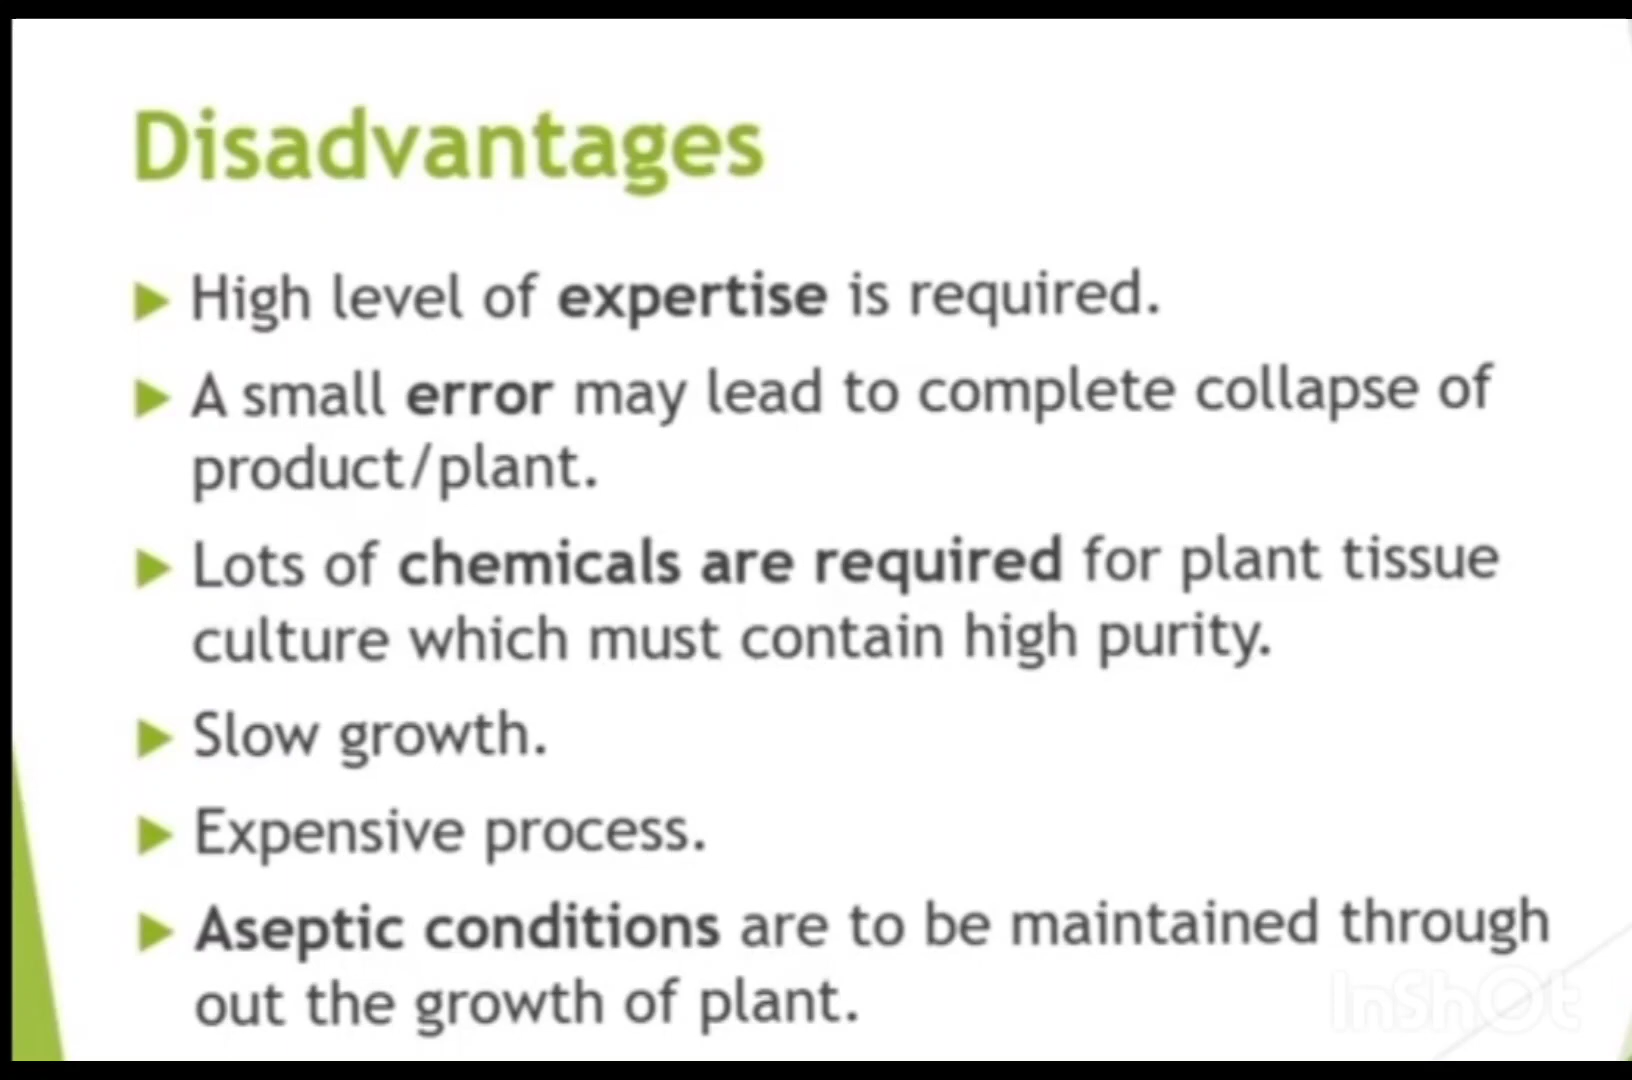 Disadvantages
High level of expertise is required.
A small error may lead to complete collapse of
product/plant.
Lots of chemicals are required for plant tissue
culture which must contain high purity.
Slow growth.
Expensive process.
Aseptic conditions are to be maintained through
out the growth of plant.
InShOt